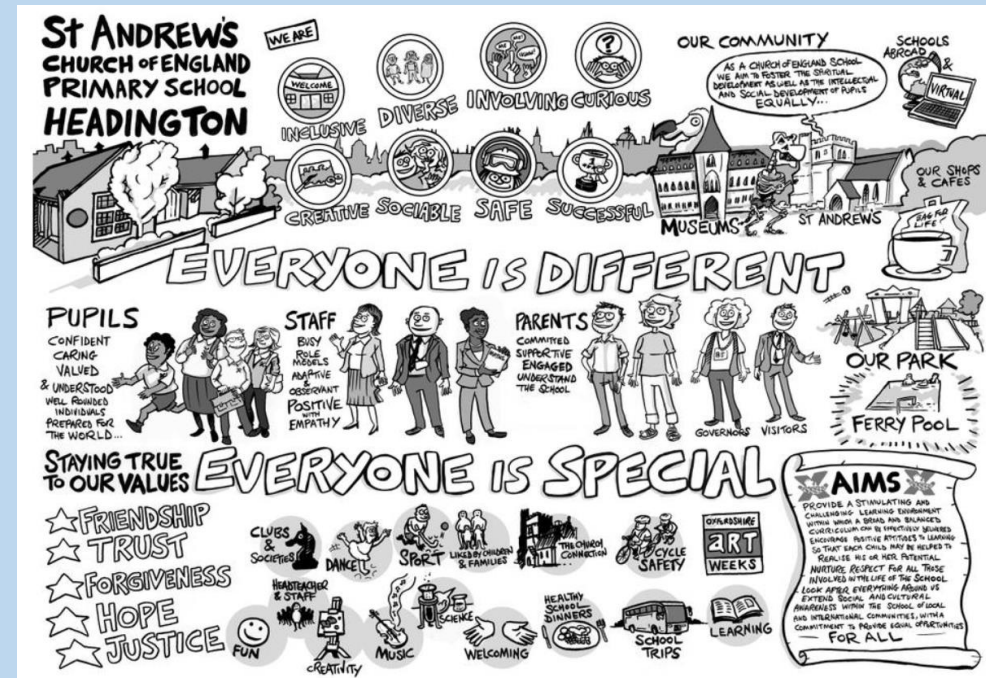 ST ANDREW'S
CHURCH OF ENGLAND
PRIMARY SCHOOL
HEADINGTON
WE ARE
WELCOME
INCLUSIVE
DIVERSE
INVOLVING
CURIOUS
CREATIVE
SOCIABLE
SAFE
SUCCESSFUL
OUR COMMUNITY
AS A CHURCH OF ENGLAND SCHOOL
WE AIM TO FOSTER THE SPIRITUAL
DEVELOPMENT AS WELL AS THE INTELLECTUAL
AND SOCIAL DEVELOPMENT OF PUPILS
EQUALLY...
SCHOOLS
ABROAD &
VIRTUAL
MUSEUMS
ST ANDREW'S
OUR SHOPS
& CAFES
BAG FOR
LIFE?
EVERYONE IS DIFFERENT
PUPILS
CONFIDENT
CARING
VALUED
& UNDERSTOOD
WELL ROUNDED
INDIVIDUALS
PREPARED FOR
THE WORLD...
STAFF
BUSY
ROLE
MODELS
ADAPTIVE
&
OBSERVANT
POSITIVE
WITH
EMPATHY
PARENTS
COMMITTED
SUPPORTIVE
ENGAGED
UNDERSTAND
THE SCHOOL
GOVERNORS
VISITORS
OUR PARK
FERRY POOL
STAYING TRUE
TO OUR VALUES
EVERYONE IS SPECIAL
FRIENDSHIP
TRUST
FORGIVENESS
HOPE
JUSTICE
CLUBS
&
SOCIETIES
DANCE
SPORT
LIKED BY CHILDREN
& FAMILIES
THE CHURCH
CONNECTION
CYCLE
SAFETY
OXFORDSHIRE
aRT
WEEKS
HEADTEACHER
& STAFF
FUN
CREATIVITY
MUSIC
SCIENCE
WELCOMING
HEALTHY
SCHOOL
DINNERS
SCHOOL
TRIPS
LEARNING
AIMS
PROVIDE A STIMULATING AND
CHALLENGING LEARNING ENVIRONMENT
WITHIN WHICH A BROAD AND BALANCED
CURRICULUM CAN BE EFFECTIVELY DELIVERED
ENCOURAGE POSITIVE ATTITUDES TO LEARNING
SO THAT EACH CHILD MAY BE HELPED TO
REALISE HIS OR HER POTENTIAL
NURTURE RESPECT FOR ALL THOSE
INVOLVED IN THE LIFE OF THE SCHOOL
LOOK AFTER EVERYTHING AROUND US
EXTEND SOCIAL AND CULTURAL
AWARENESS WITHIN THE SCHOOL OF LOCAL
AND INTERNATIONAL COMMUNITIES, WITH A
COMMITMENT TO PROVIDE EQUAL OPPORTUNITIES
FOR ALL